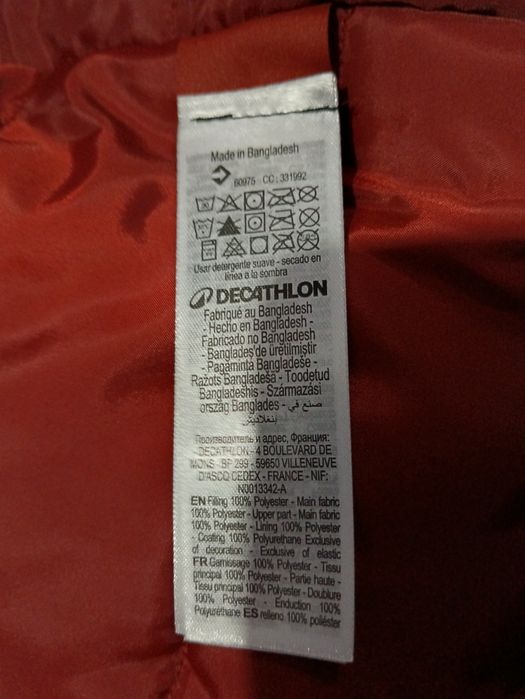 Made in Bangladesh
60975 CC: 331992
Usar detergente suave - secado en
línea a la sombra
DECATHLON
Fabriqué au Bangladesh
- Hecho en Bangladesh -
Fabricado no Bangladesh
- Banglades'de üretilmiştir
- Pagaminta Bangladeše -
Ražots Bangladešā - Toodetud
Bangladeshis - Származási
ország Banglades - صنع في
بنغلاديش
Производитель и адрес, Франция:
DECATHLON - 4 BOULEVARD DE
MONS - BP 299 - 59650 VILLENEUVE
D'ASCQ CEDEX - FRANCE - NIF:
N0013342-A
EN Filling 100% Polyester - Main fabric
100% Polyester - Upper part - Main fabric
100% Polyester - Lining 100% Polyester
- Coating 100% Polyurethane Exclusive
of decoration - Exclusive of elastic
FR Garnissage 100% Polyester - Tissu
principal 100% Polyester - Partie haute -
Tissu principal 100% Polyester - Doublure
100% Polyester - Enduction 100%
Polyuréthane ES relleno 100% poliéster